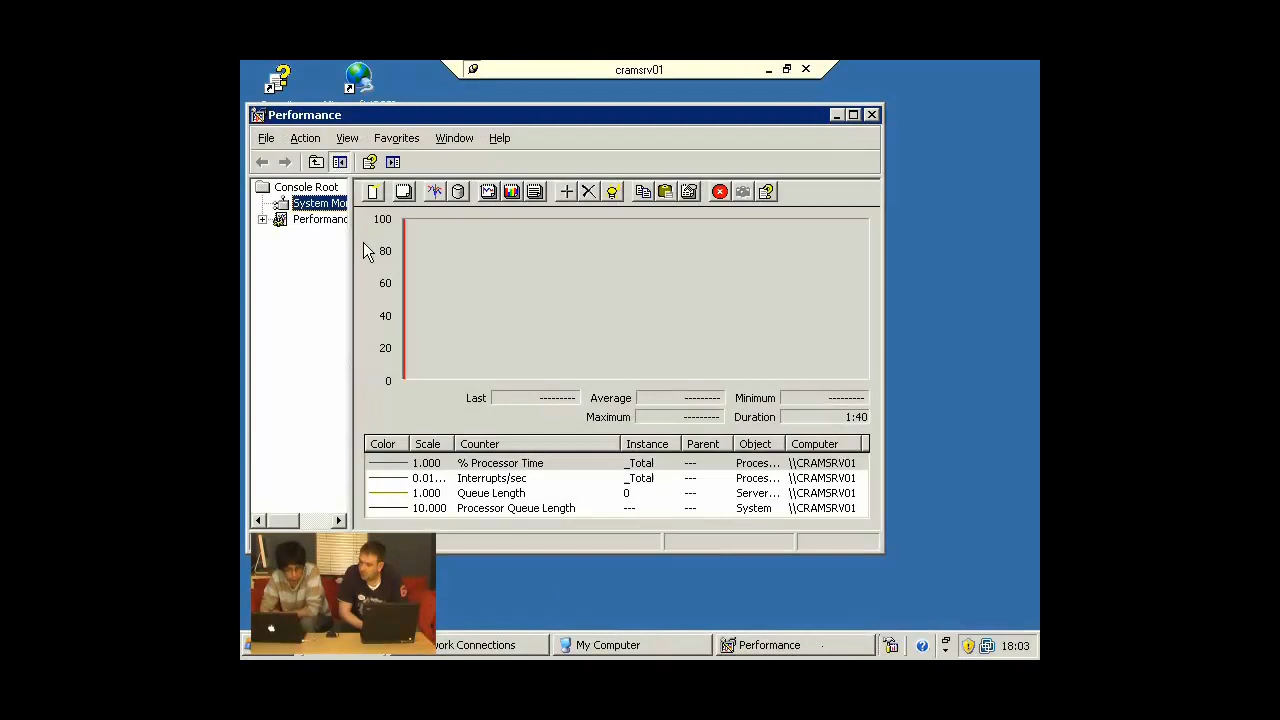 cramsrv01
Performance
File Action View Favorites Window Help
Console Root
System Mo
Performanc
100
80
60
40
20
0
Last --------- Average --------- Minimum ---------
Maximum --------- Duration 1:40
Color Scale Counter Instance Parent Object Computer
1.000 % Processor Time _Total --- Proces... \\CRAMSRV01
0.01... Interrupts/sec _Total --- Proces... \\CRAMSRV01
1.000 Queue Length 0 --- Server... \\CRAMSRV01
10.000 Processor Queue Length --- --- System \\CRAMSRV01
ork Connections My Computer Performance 18:03